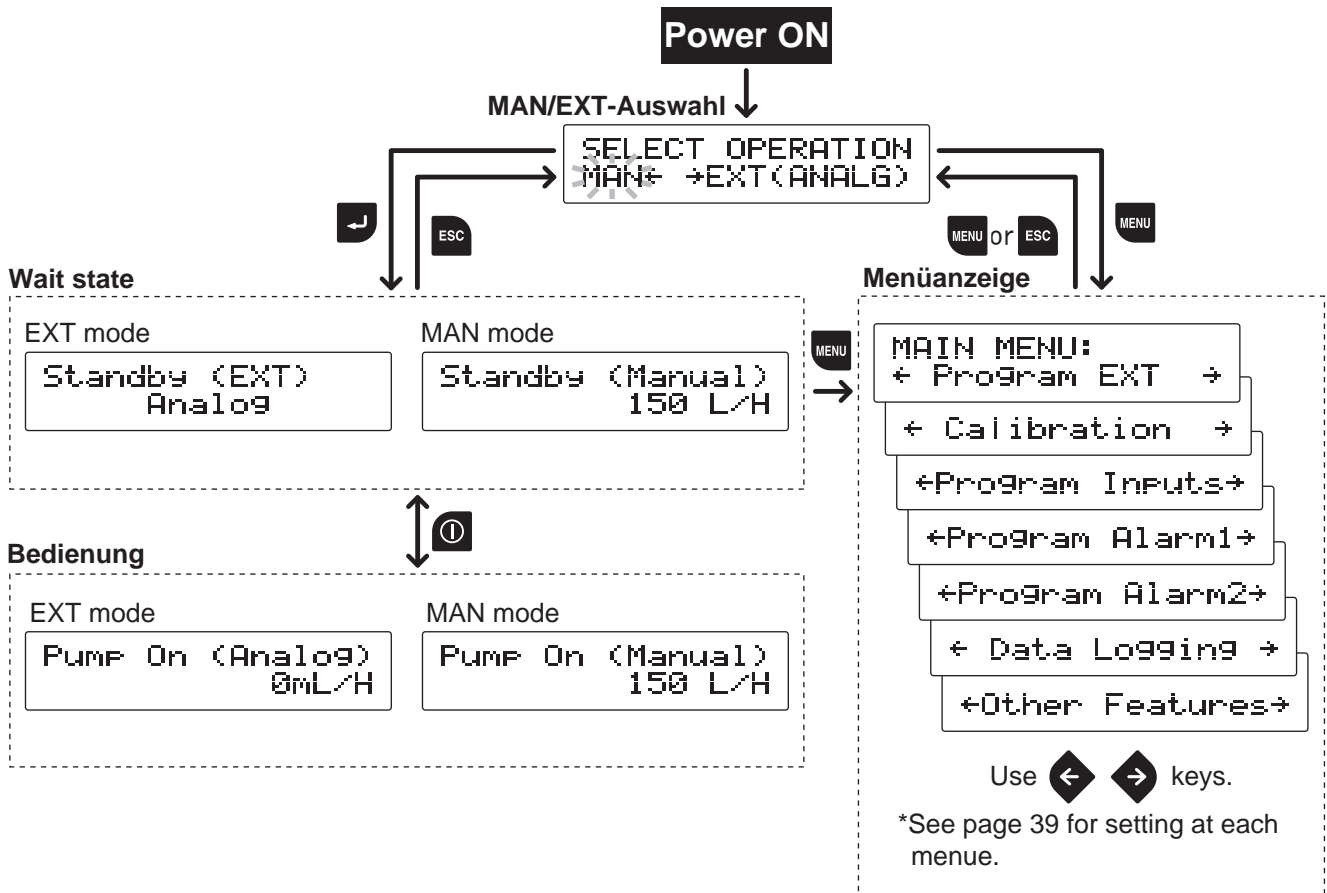 Power ON
MAN/EXT-Auswahl
SELECT OPERATION
MAN← →EXT(ANALG)
ESC
MENU or ESC
MENU
Wait state
EXT mode
Standby (EXT)
Analog
MAN mode
Standby (Manual)
150 L/H
MENU
Menüanzeige
MAIN MENU:
← Program EXT →
← Calibration →
←Program Inputs→
←Program Alarm1→
←Program Alarm2→
← Data Logging →
←Other Features→
Use ← → keys.
*See page 39 for setting at each
menue.
Bedienung
EXT mode
Pump On (Analog)
0mL/H
MAN mode
Pump On (Manual)
150 L/H